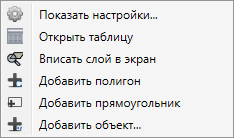 Показать настройки...
Открыть таблицу
Вписать слой в экран
Добавить полигон
Добавить прямоугольник
Добавить объект...